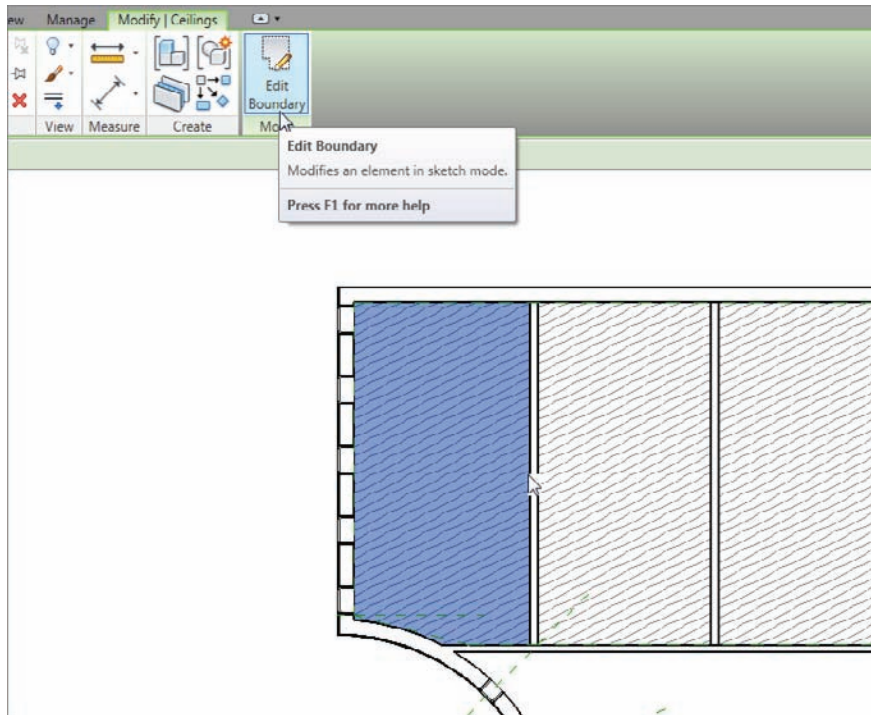 ew Manage Modify | Ceilings
Edit
Boundary
View Measure Create
Edit Boundary
Modifies an element in sketch mode.
Press F1 for more help